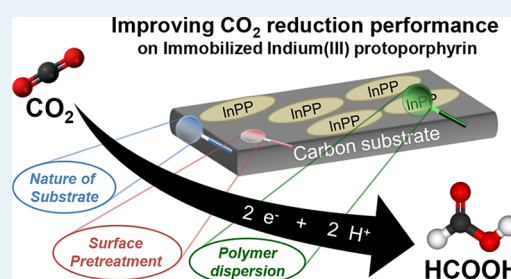 Improving CO₂ reduction performance
on Immobilized Indium(III) protoporphyrin
CO₂
InPP
InPP
InPP
InPP
InPP
Carbon substrate
Nature of
Substrate
Surface
Pretreatment
Polymer
dispersion
2 e⁻ + 2 H⁺
HCOOH